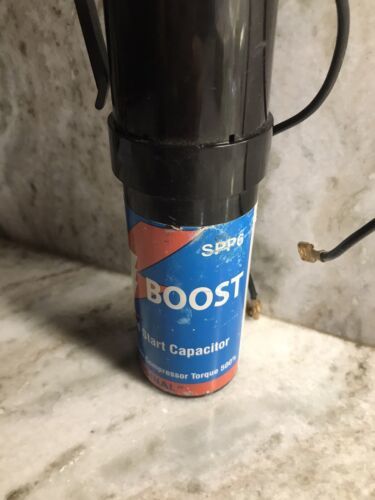 SPP6
BOOST
Start Capacitor
Compressor Torque 500%